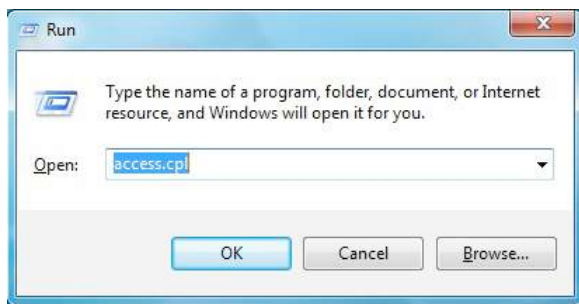 Run
Type the name of a program, folder, document, or Internet
resource, and Windows will open it for you.
Open: access.cpl
OK Cancel Browse...